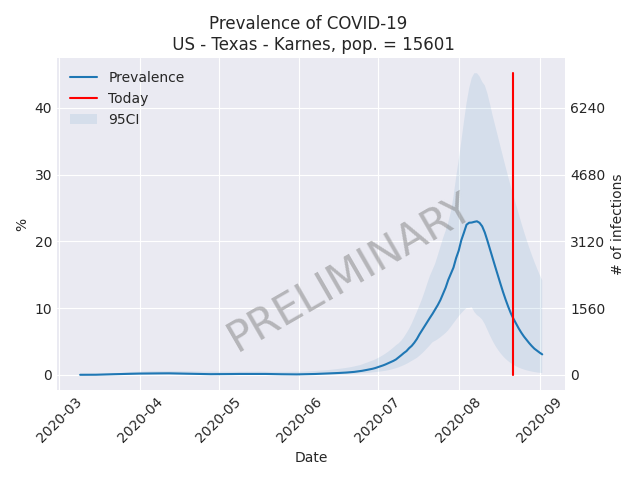 Prevalence of COVID-19
US - Texas - Karnes, pop. = 15601
Prevalence
Today
95CI
PRELIMINARY
%
40
30
20
10
0
6240
4680
3120
1560
0
# of infections
2020-03
2020-04
2020-05
2020-06
2020-07
2020-08
2020-09
Date